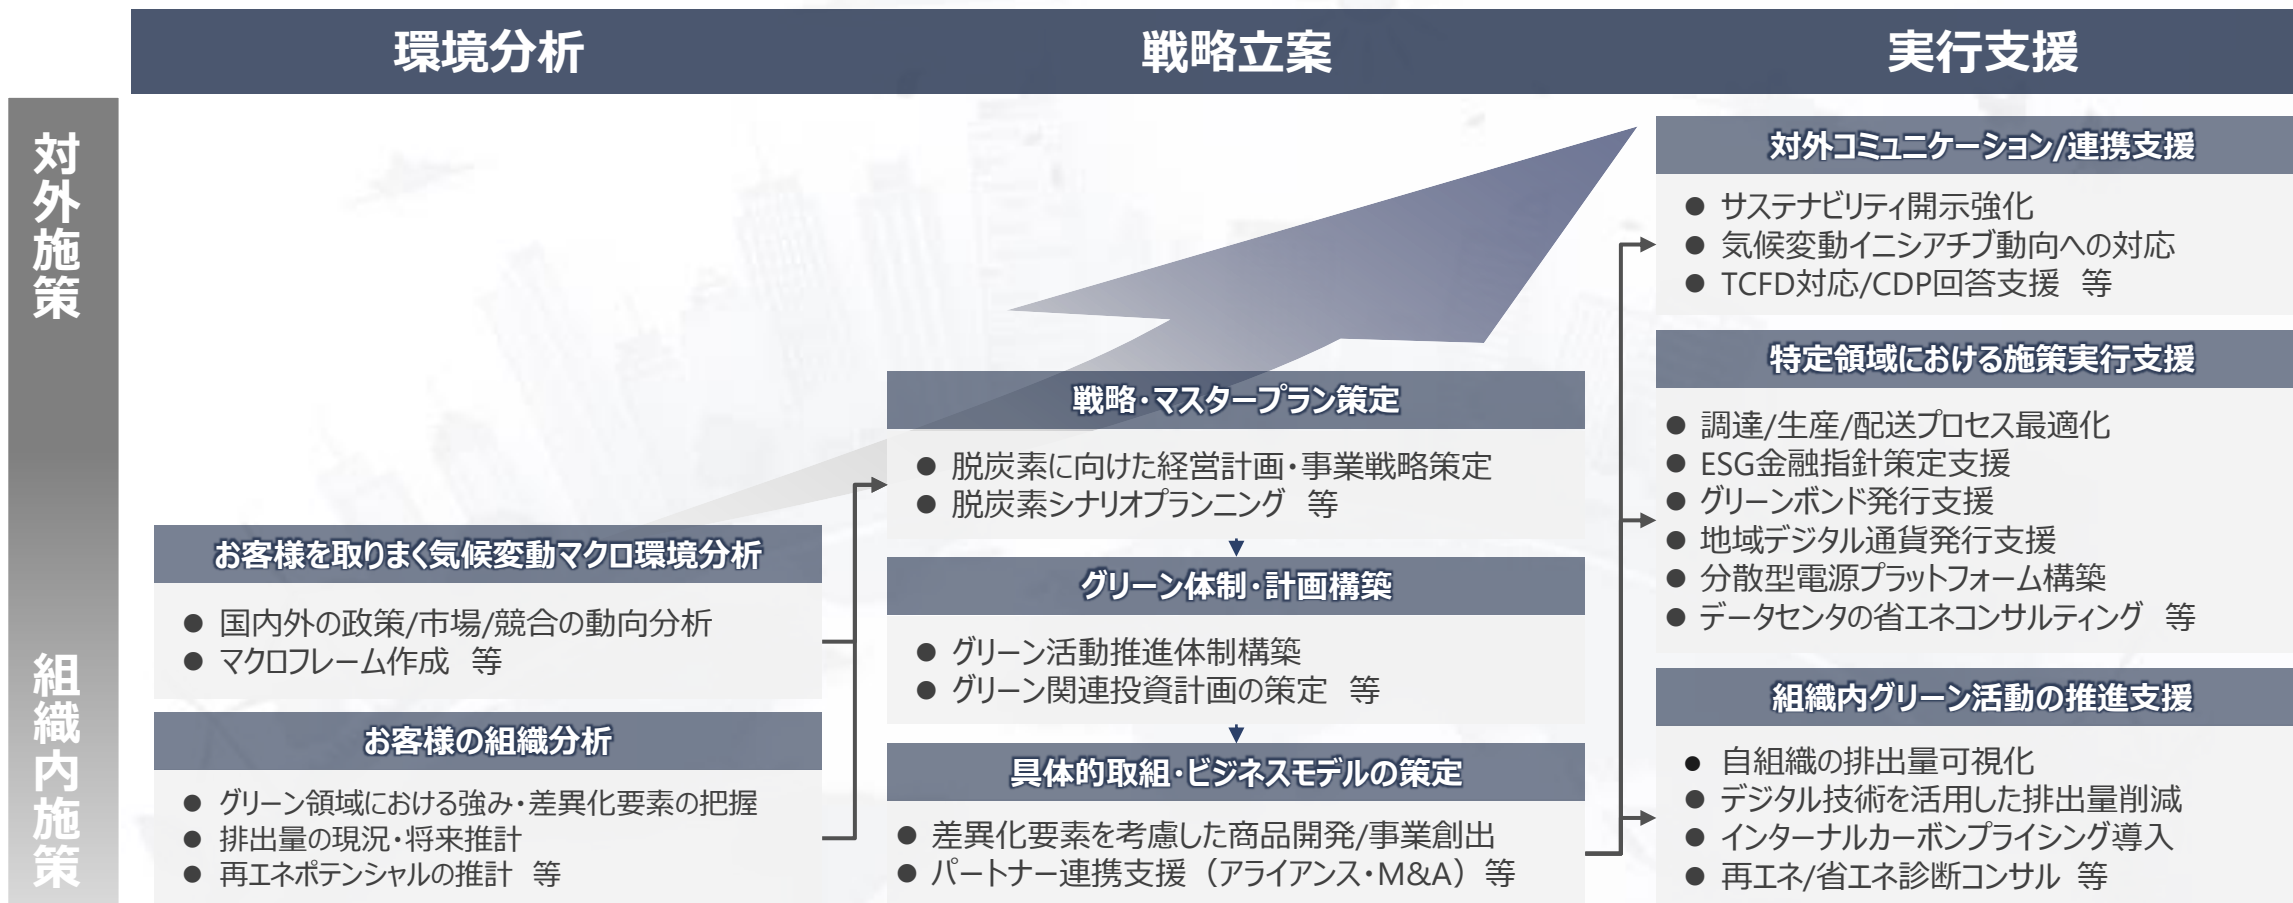 環境分析
戦略立案
実行支援
対外施策
組織内施策
お客様を取りまく気候変動マクロ環境分析
● 国内外の政策/市場/競合の動向分析
● マクロフレーム作成 等
お客様の組織分析
● グリーン領域における強み・差異化要素の把握
● 排出量の現況・将来推計
● 再エネポテンシャルの推計 等
戦略・マスタープラン策定
● 脱炭素に向けた経営計画・事業戦略策定
● 脱炭素シナリオプランニング 等
グリーン体制・計画構築
● グリーン活動推進体制構築
● グリーン関連投資計画の策定 等
具体的取組・ビジネスモデルの策定
● 差異化要素を考慮した商品開発/事業創出
● パートナー連携支援（アライアンス・M&A）等
対外コミュニケーション/連携支援
● サステナビリティ開示強化
● 気候変動イニシアチブ動向への対応
● TCFD対応/CDP回答支援 等
特定領域における施策実行支援
● 調達/生産/配送プロセス最適化
● ESG金融指針策定支援
● グリーンボンド発行支援
● 地域デジタル通貨発行支援
● 分散型電源プラットフォーム構築
● データセンタの省エネコンサルティング 等
組織内グリーン活動の推進支援
● 自組織の排出量可視化
● デジタル技術を活用した排出量削減
● インターナルカーボンプライシング導入
● 再エネ/省エネ診断コンサル 等